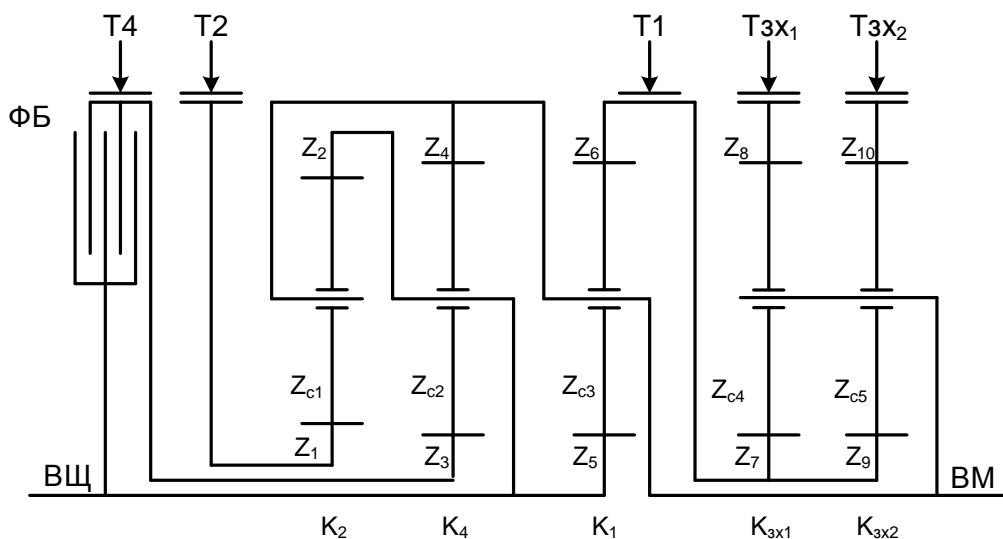 T4 T2 T1 Tзх₁ Tзх₂
ФБ
Z₂ Z₄ Z₆ Z₈ Z₁₀
Zc1 Zc2 Zc3 Zc4 Zc5
Z₁ Z₃ Z₅ Z₇ Z₉
ВЩ ВМ
K₂ K₄ K₁ Kзх1 Kзх2